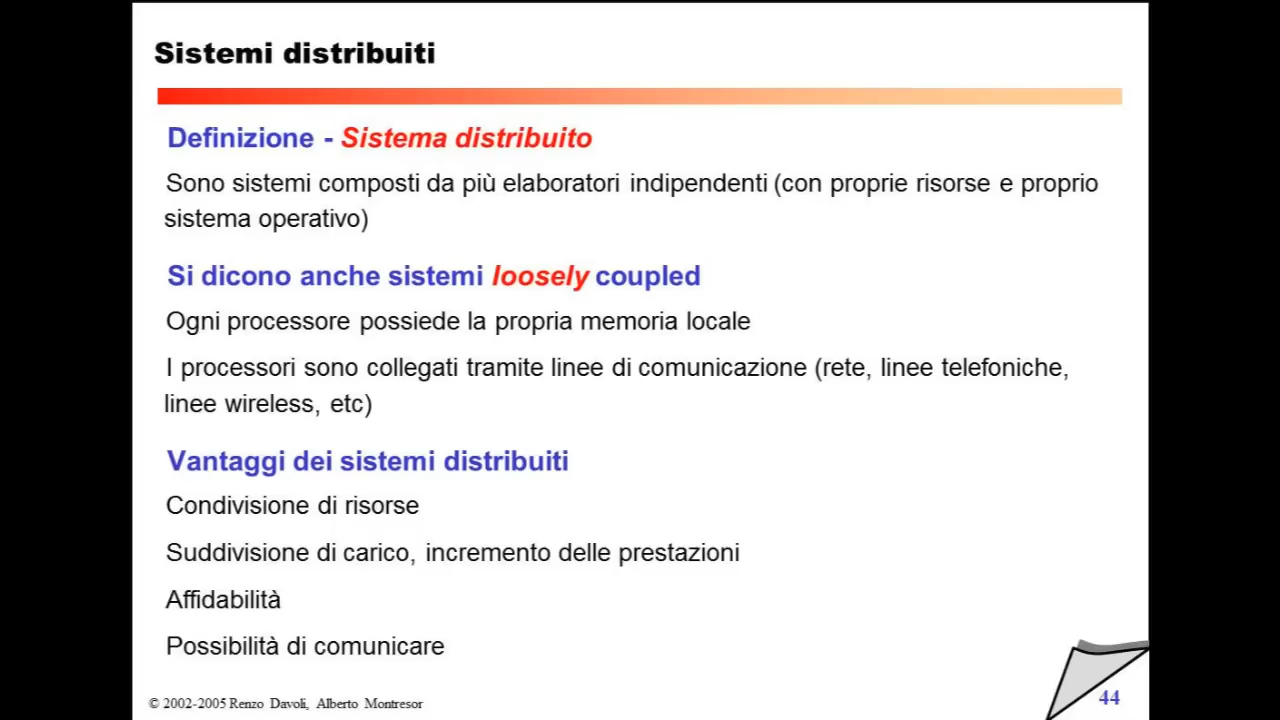 Sistemi distribuiti
Definizione - Sistema distribuito
Sono sistemi composti da più elaboratori indipendenti (con proprie risorse e proprio
sistema operativo)
Si dicono anche sistemi loosely coupled
Ogni processore possiede la propria memoria locale
I processori sono collegati tramite linee di comunicazione (rete, linee telefoniche,
linee wireless, etc)
Vantaggi dei sistemi distribuiti
Condivisione di risorse
Suddivisione di carico, incremento delle prestazioni
Affidabilità
Possibilità di comunicare
© 2002-2005 Renzo Davoli, Alberto Montresor
44